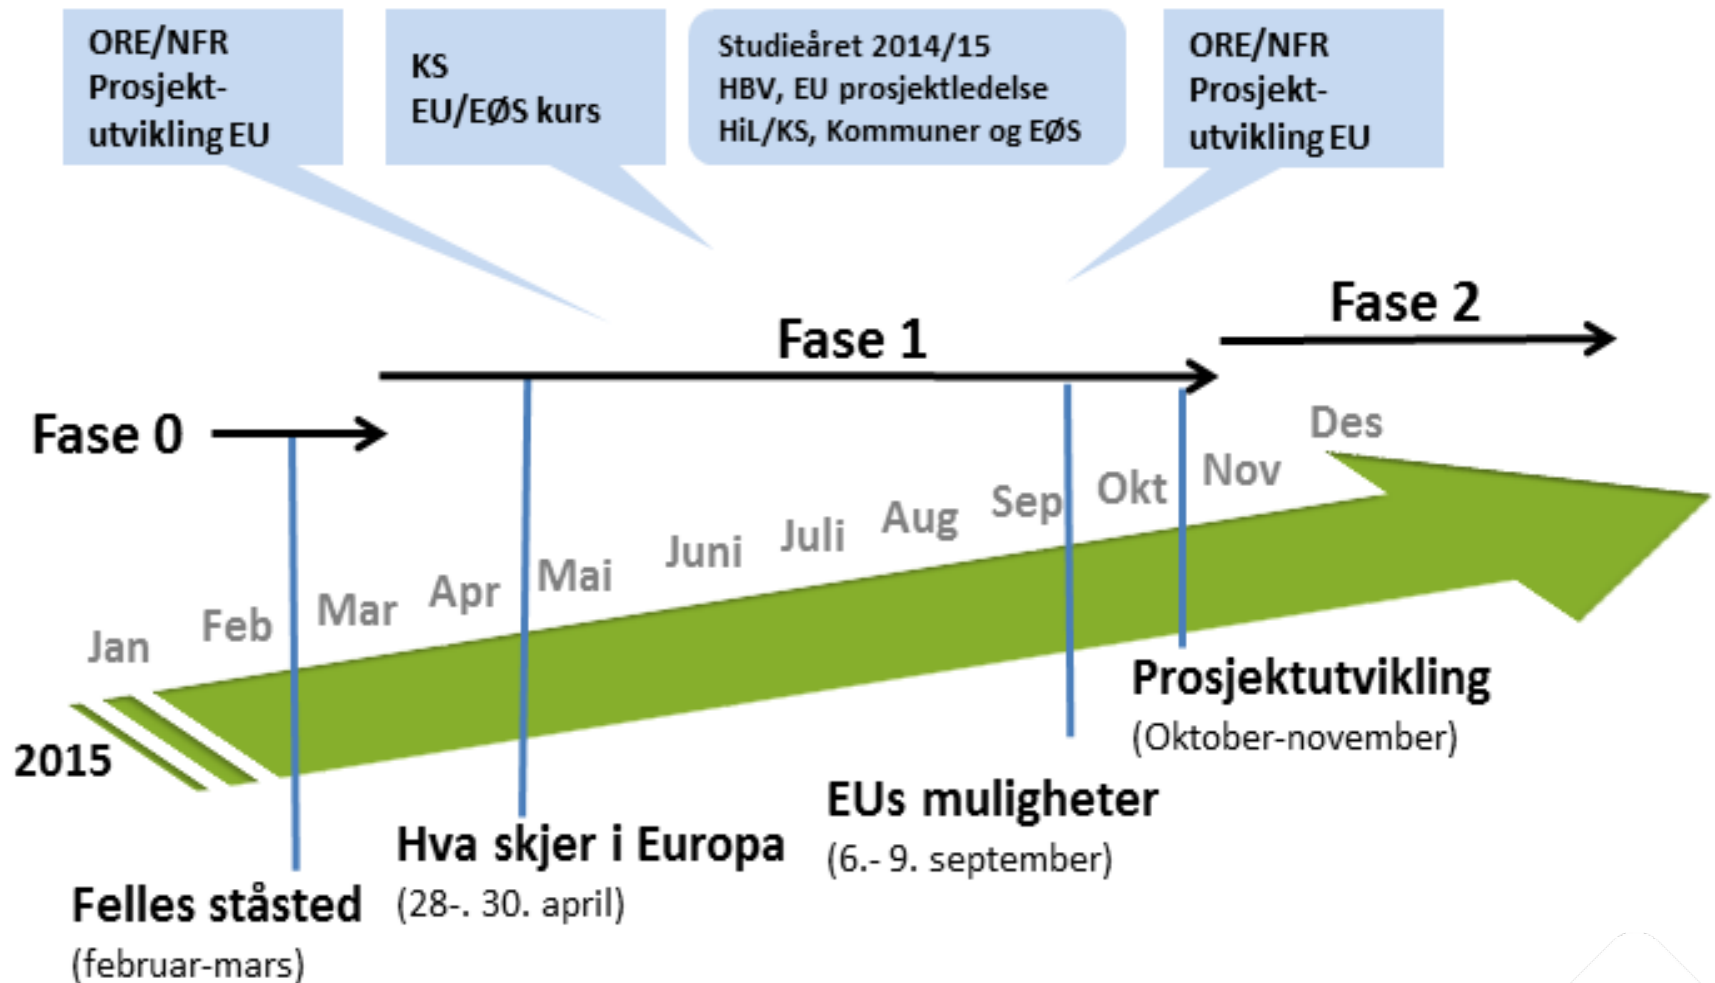 ORE/NFR
Prosjekt-
utvikling EU
KS
EU/EØS kurs
Studieåret 2014/15
HBV, EU prosjektledelse
HiL/KS, Kommuner og EØS
ORE/NFR
Prosjekt-
utvikling EU
Fase 0
Fase 1
Fase 2
Jan
Feb
Mar
Apr
Mai
Juni
Juli
Aug
Sep
Okt
Nov
Des
2015
Felles ståsted
(februar-mars)
Hva skjer i Europa
(28-. 30. april)
EUs muligheter
(6.- 9. september)
Prosjektutvikling
(Oktober-november)